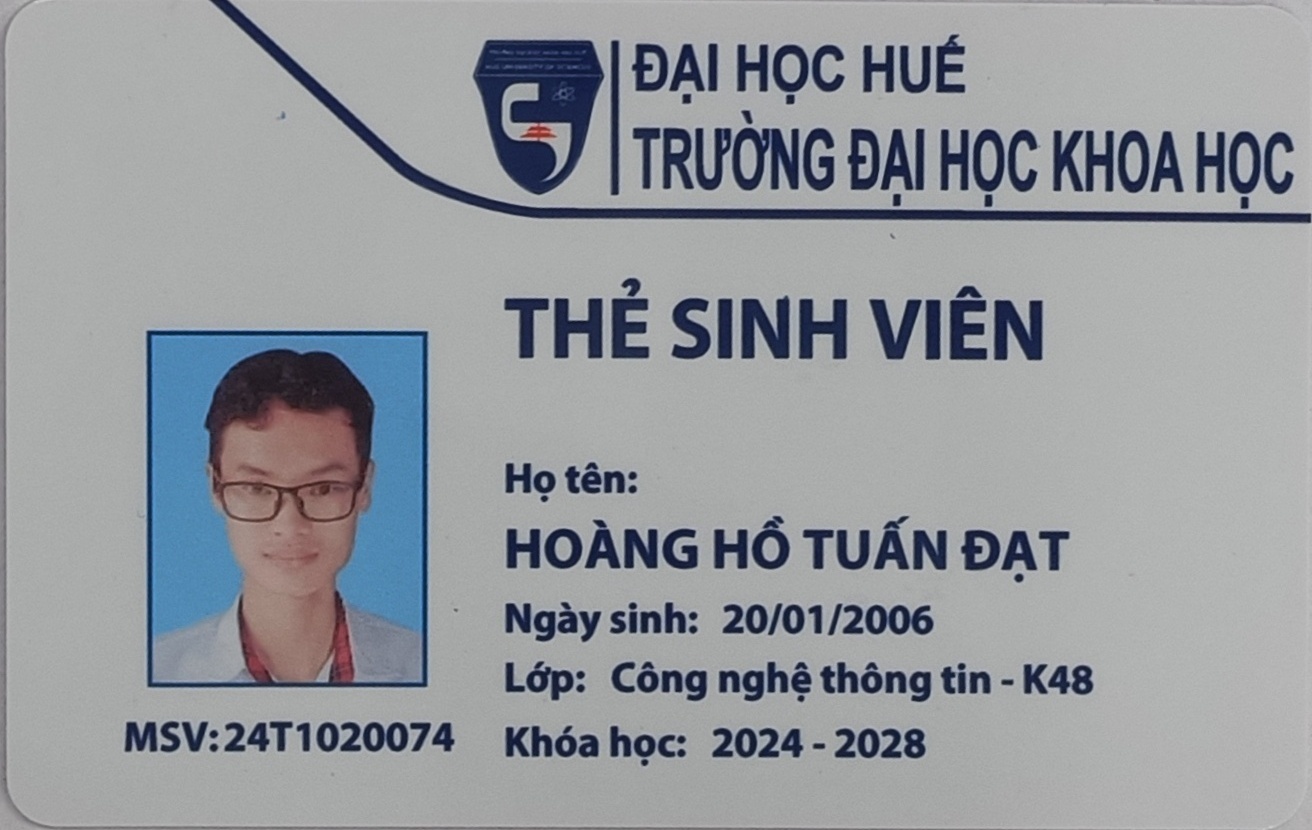 ĐẠI HỌC HUẾ
TRƯỜNG ĐẠI HỌC KHOA HỌC
THẺ SINH VIÊN
Họ tên:
HOÀNG HỒ TUẤN ĐẠT
Ngày sinh: 20/01/2006
Lớp: Công nghệ thông tin - K48
MSV:24T1020074
Khóa học: 2024 - 2028